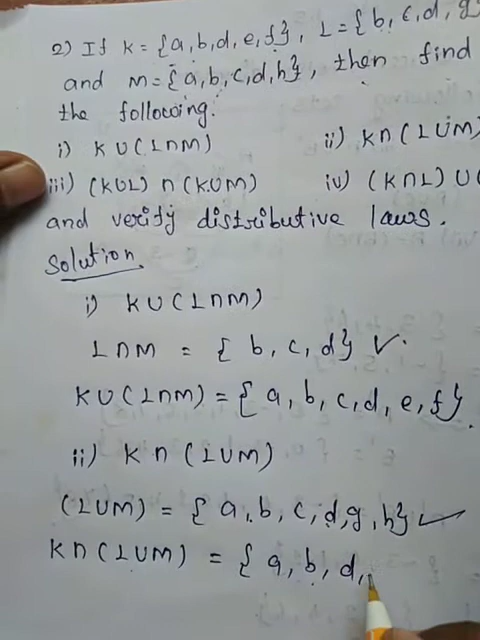 2) If K = {a, b, d, e, f}, L = {b, c, d, g
and M = {a, b, c, d, h}, then find
the following.
i) K ∪ (L ∩ M) ii) K ∩ (L ∪ M)
iii) (K ∪ L) ∩ (K ∪ M) iv) (K ∩ L) ∪ (
and verify distributive laws.
Solution
i) K ∪ (L ∩ M)
L ∩ M = { b, c, d} ✓.
K ∪ (L ∩ M) = { a, b, c, d, e, f}.
ii) K ∩ (L ∪ M)
(L ∪ M) = { a, b, c, d, g, h} ✓
K ∩ (L ∪ M) = { a, b, d,